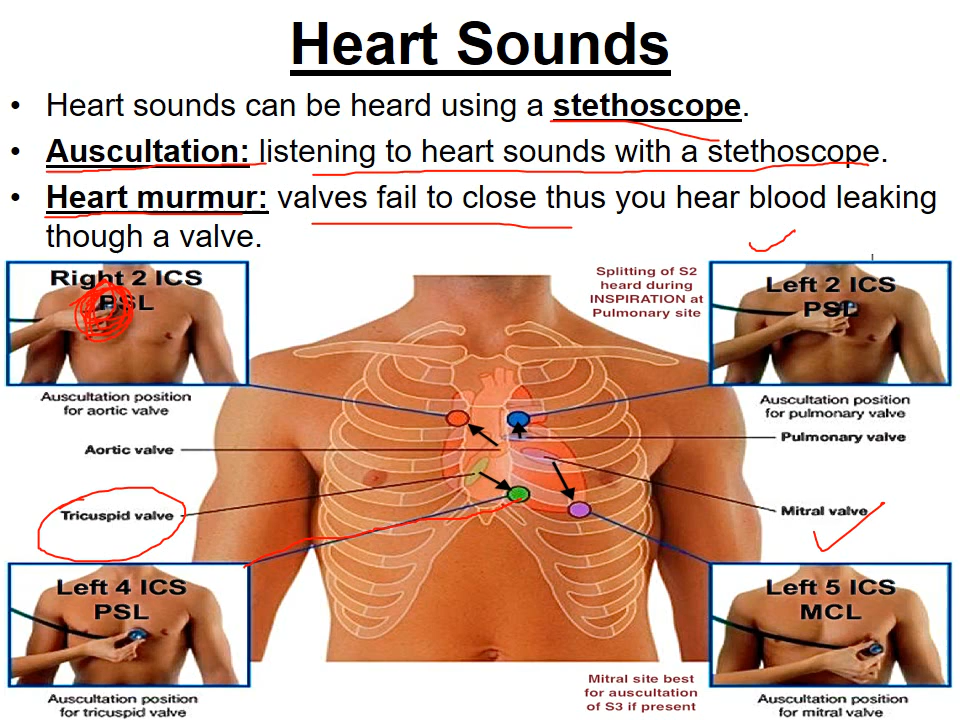 Heart Sounds
• Heart sounds can be heard using a stethoscope.
• Auscultation: listening to heart sounds with a stethoscope.
• Heart murmur: valves fail to close thus you hear blood leaking
though a valve.
Right 2 ICS
PSL
Auscultation position
for aortic valve
Splitting of S2
heard during
INSPIRATION at
Pulmonary site
Left 2 ICS
PSL
Auscultation position
for pulmonary valve
Aortic valve
Pulmonary valve
Tricuspid valve
Mitral valve
Left 4 ICS
PSL
Auscultation position
for tricuspid valve
Mitral site best
for auscultation
of S3 if present
Left 5 ICS
MCL
Auscultation position
for mitral valve